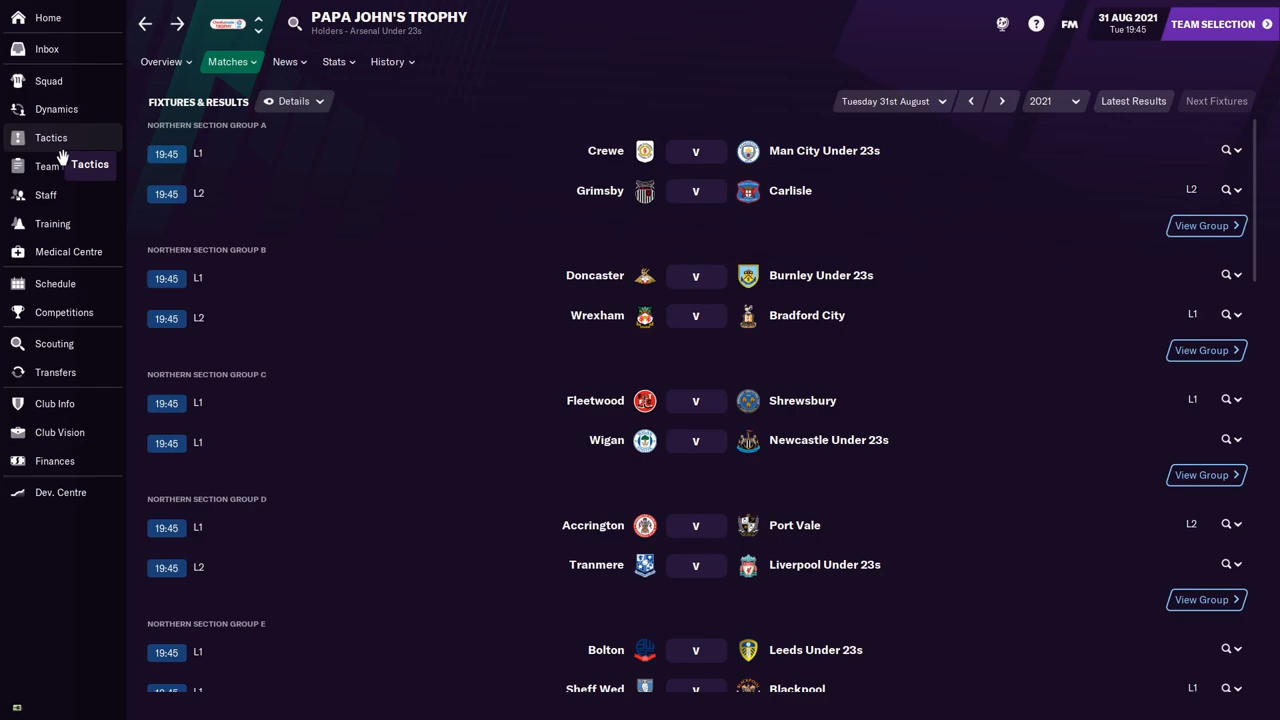 Home
Inbox
Squad
Dynamics
Tactics
Team
Tactics
Staff
Training
Medical Centre
Schedule
Competitions
Scouting
Transfers
Club Info
Club Vision
Finances
Dev. Centre
PAPA JOHN'S TROPHY
Holders - Arsenal Under 23s
FM
31 AUG 2021
Tue 19:45
TEAM SELECTION
Overview Matches News Stats History
FIXTURES & RESULTS Details Tuesday 31st August 2021 Latest Results Next Fixtures
NORTHERN SECTION GROUP A
19:45 L1 Crewe v Man City Under 23s
19:45 L2 Grimsby v Carlisle L2
View Group
NORTHERN SECTION GROUP B
19:45 L1 Doncaster v Burnley Under 23s
19:45 L2 Wrexham v Bradford City L1
View Group
NORTHERN SECTION GROUP C
19:45 L1 Fleetwood v Shrewsbury L1
19:45 L1 Wigan v Newcastle Under 23s
View Group
NORTHERN SECTION GROUP D
19:45 L1 Accrington v Port Vale L2
19:45 L2 Tranmere v Liverpool Under 23s
View Group
NORTHERN SECTION GROUP E
19:45 L1 Bolton v Leeds Under 23s
19:45 L1 Sheff Wed v Blackpool L1